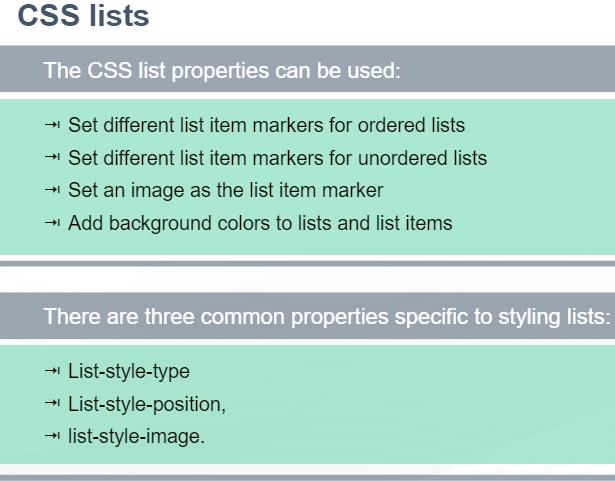 CSS lists
The CSS list properties can be used:
⇥ Set different list item markers for ordered lists
⇥ Set different list item markers for unordered lists
⇥ Set an image as the list item marker
⇥ Add background colors to lists and list items
There are three common properties specific to styling lists:
⇥ List-style-type
⇥ List-style-position,
⇥ list-style-image.